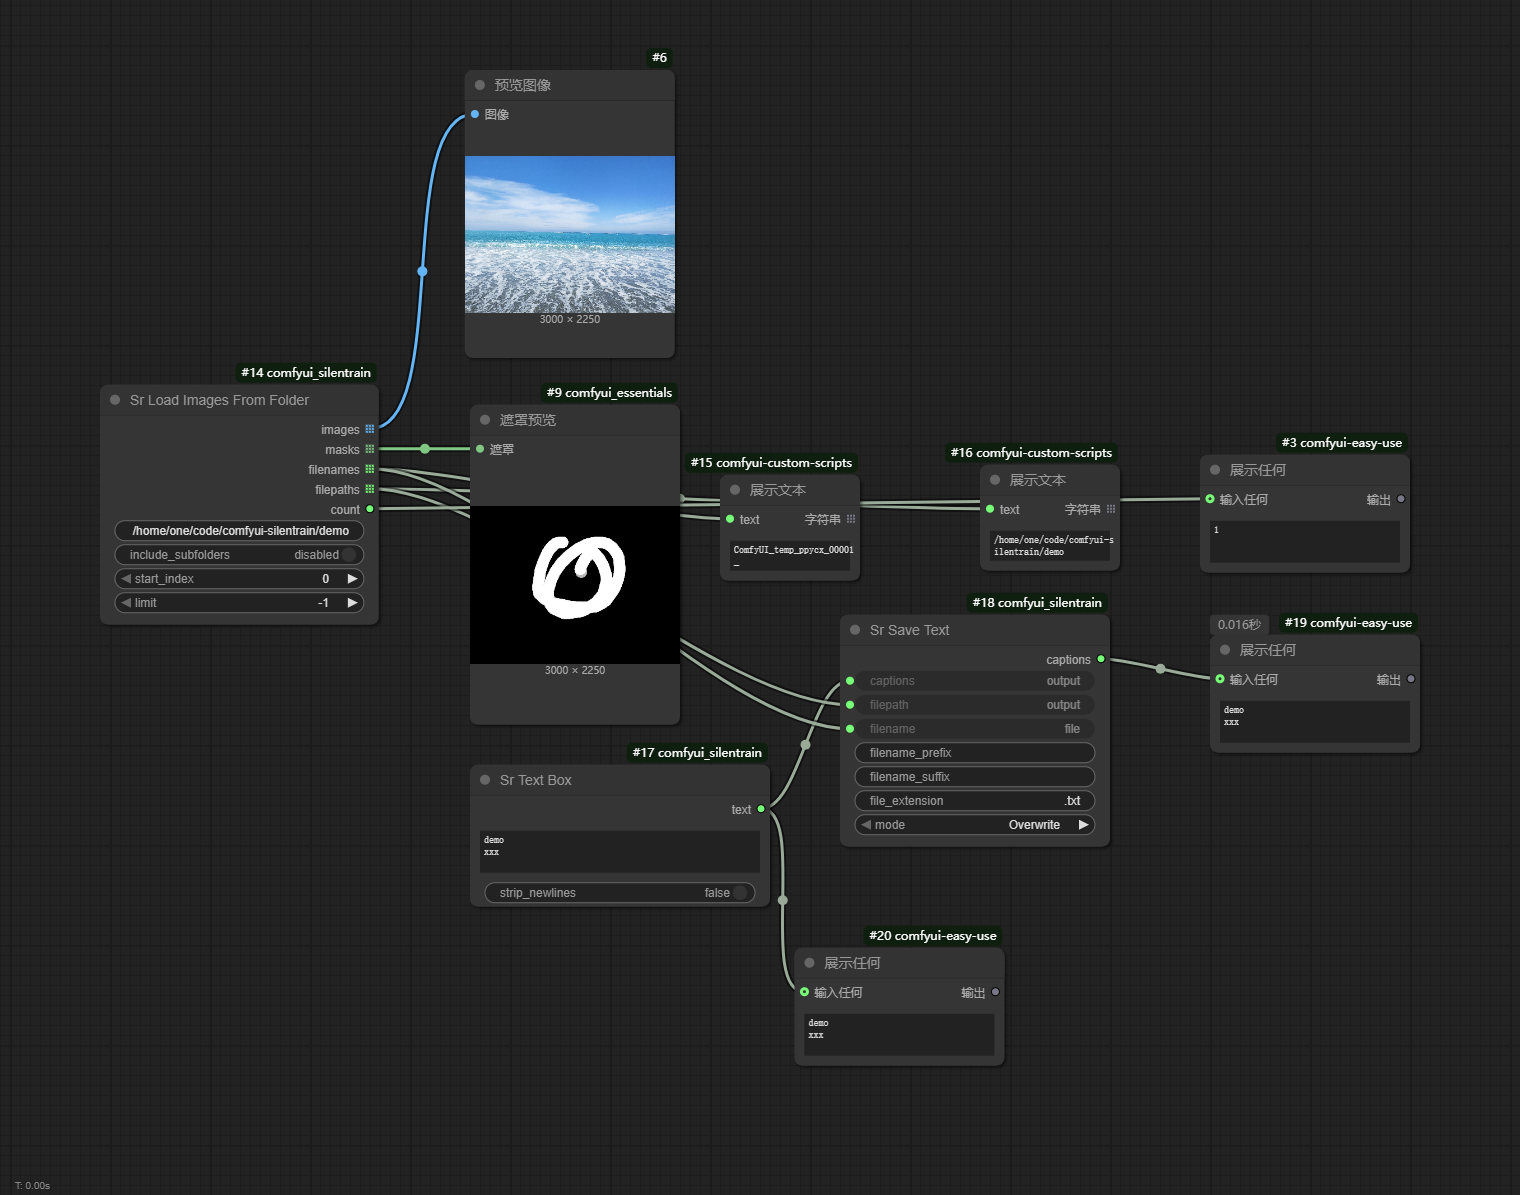 #6
预览图像
图像
3000 × 2250
#14 comfyui_silentrain
Sr Load Images From Folder
images
masks
filenames
filepaths
count
/home/one/code/comfyui-silentrain/demo
include_subfolders disabled
start_index 0
limit -1
#9 comfyui_essentials
遮罩预览
遮罩
3000 × 2250
#15 comfyui-custom-scripts
展示文本
text 字符串
ComfyUI_temp_ppycx_00001
_
#16 comfyui-custom-scripts
展示文本
text 字符串
/home/one/code/comfyui-s
ilentrain/demo
#3 comfyui-easy-use
展示任何
输入任何 输出
1
#18 comfyui_silentrain
Sr Save Text
captions
captions output
filepath output
filename file
filename_prefix
filename_suffix
file_extension .txt
mode Overwrite
0.016秒
#19 comfyui-easy-use
展示任何
输入任何 输出
demo
xxx
#17 comfyui_silentrain
Sr Text Box
text
demo
xxx
strip_newlines false
#20 comfyui-easy-use
展示任何
输入任何 输出
demo
xxx
T: 0.00s